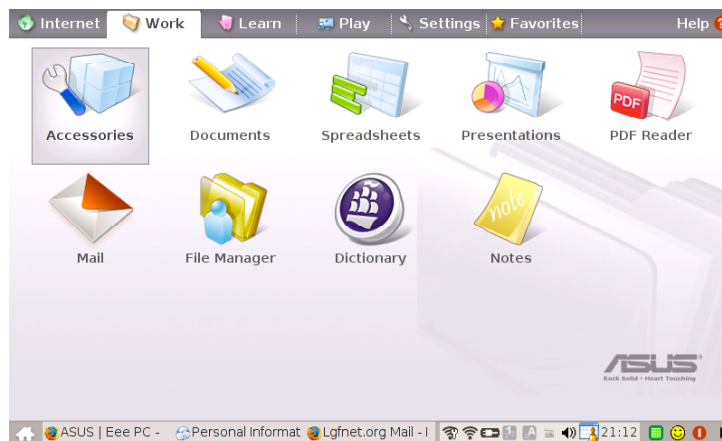 Internet Work Learn Play Settings Favorites Help ?
Accessories Documents Spreadsheets Presentations PDF Reader
PDF
Mail File Manager Dictionary Notes
note
ASUS
Rock Solid • Heart Touching
ASUS | Eee PC - Personal Informat Lgfnet.org Mail - I A 21:12